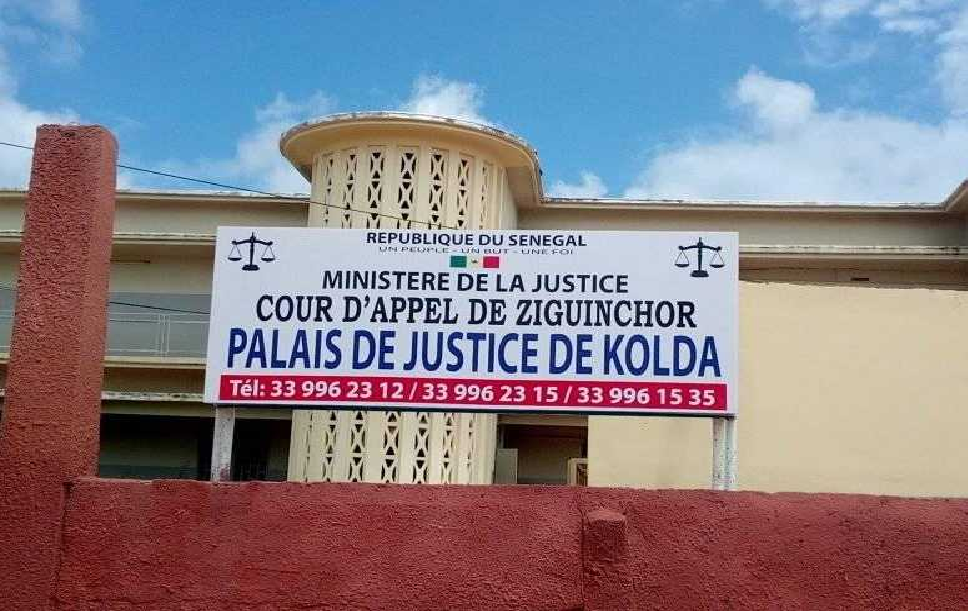 REPUBLIQUE DU SENEGAL
UN PEUPLE - UN BUT - UNE FOI
MINISTERE DE LA JUSTICE
COUR D'APPEL DE ZIGUINCHOR
PALAIS DE JUSTICE DE KOLDA
Tél: 33 996 23 12 / 33 996 23 15 / 33 996 15 35